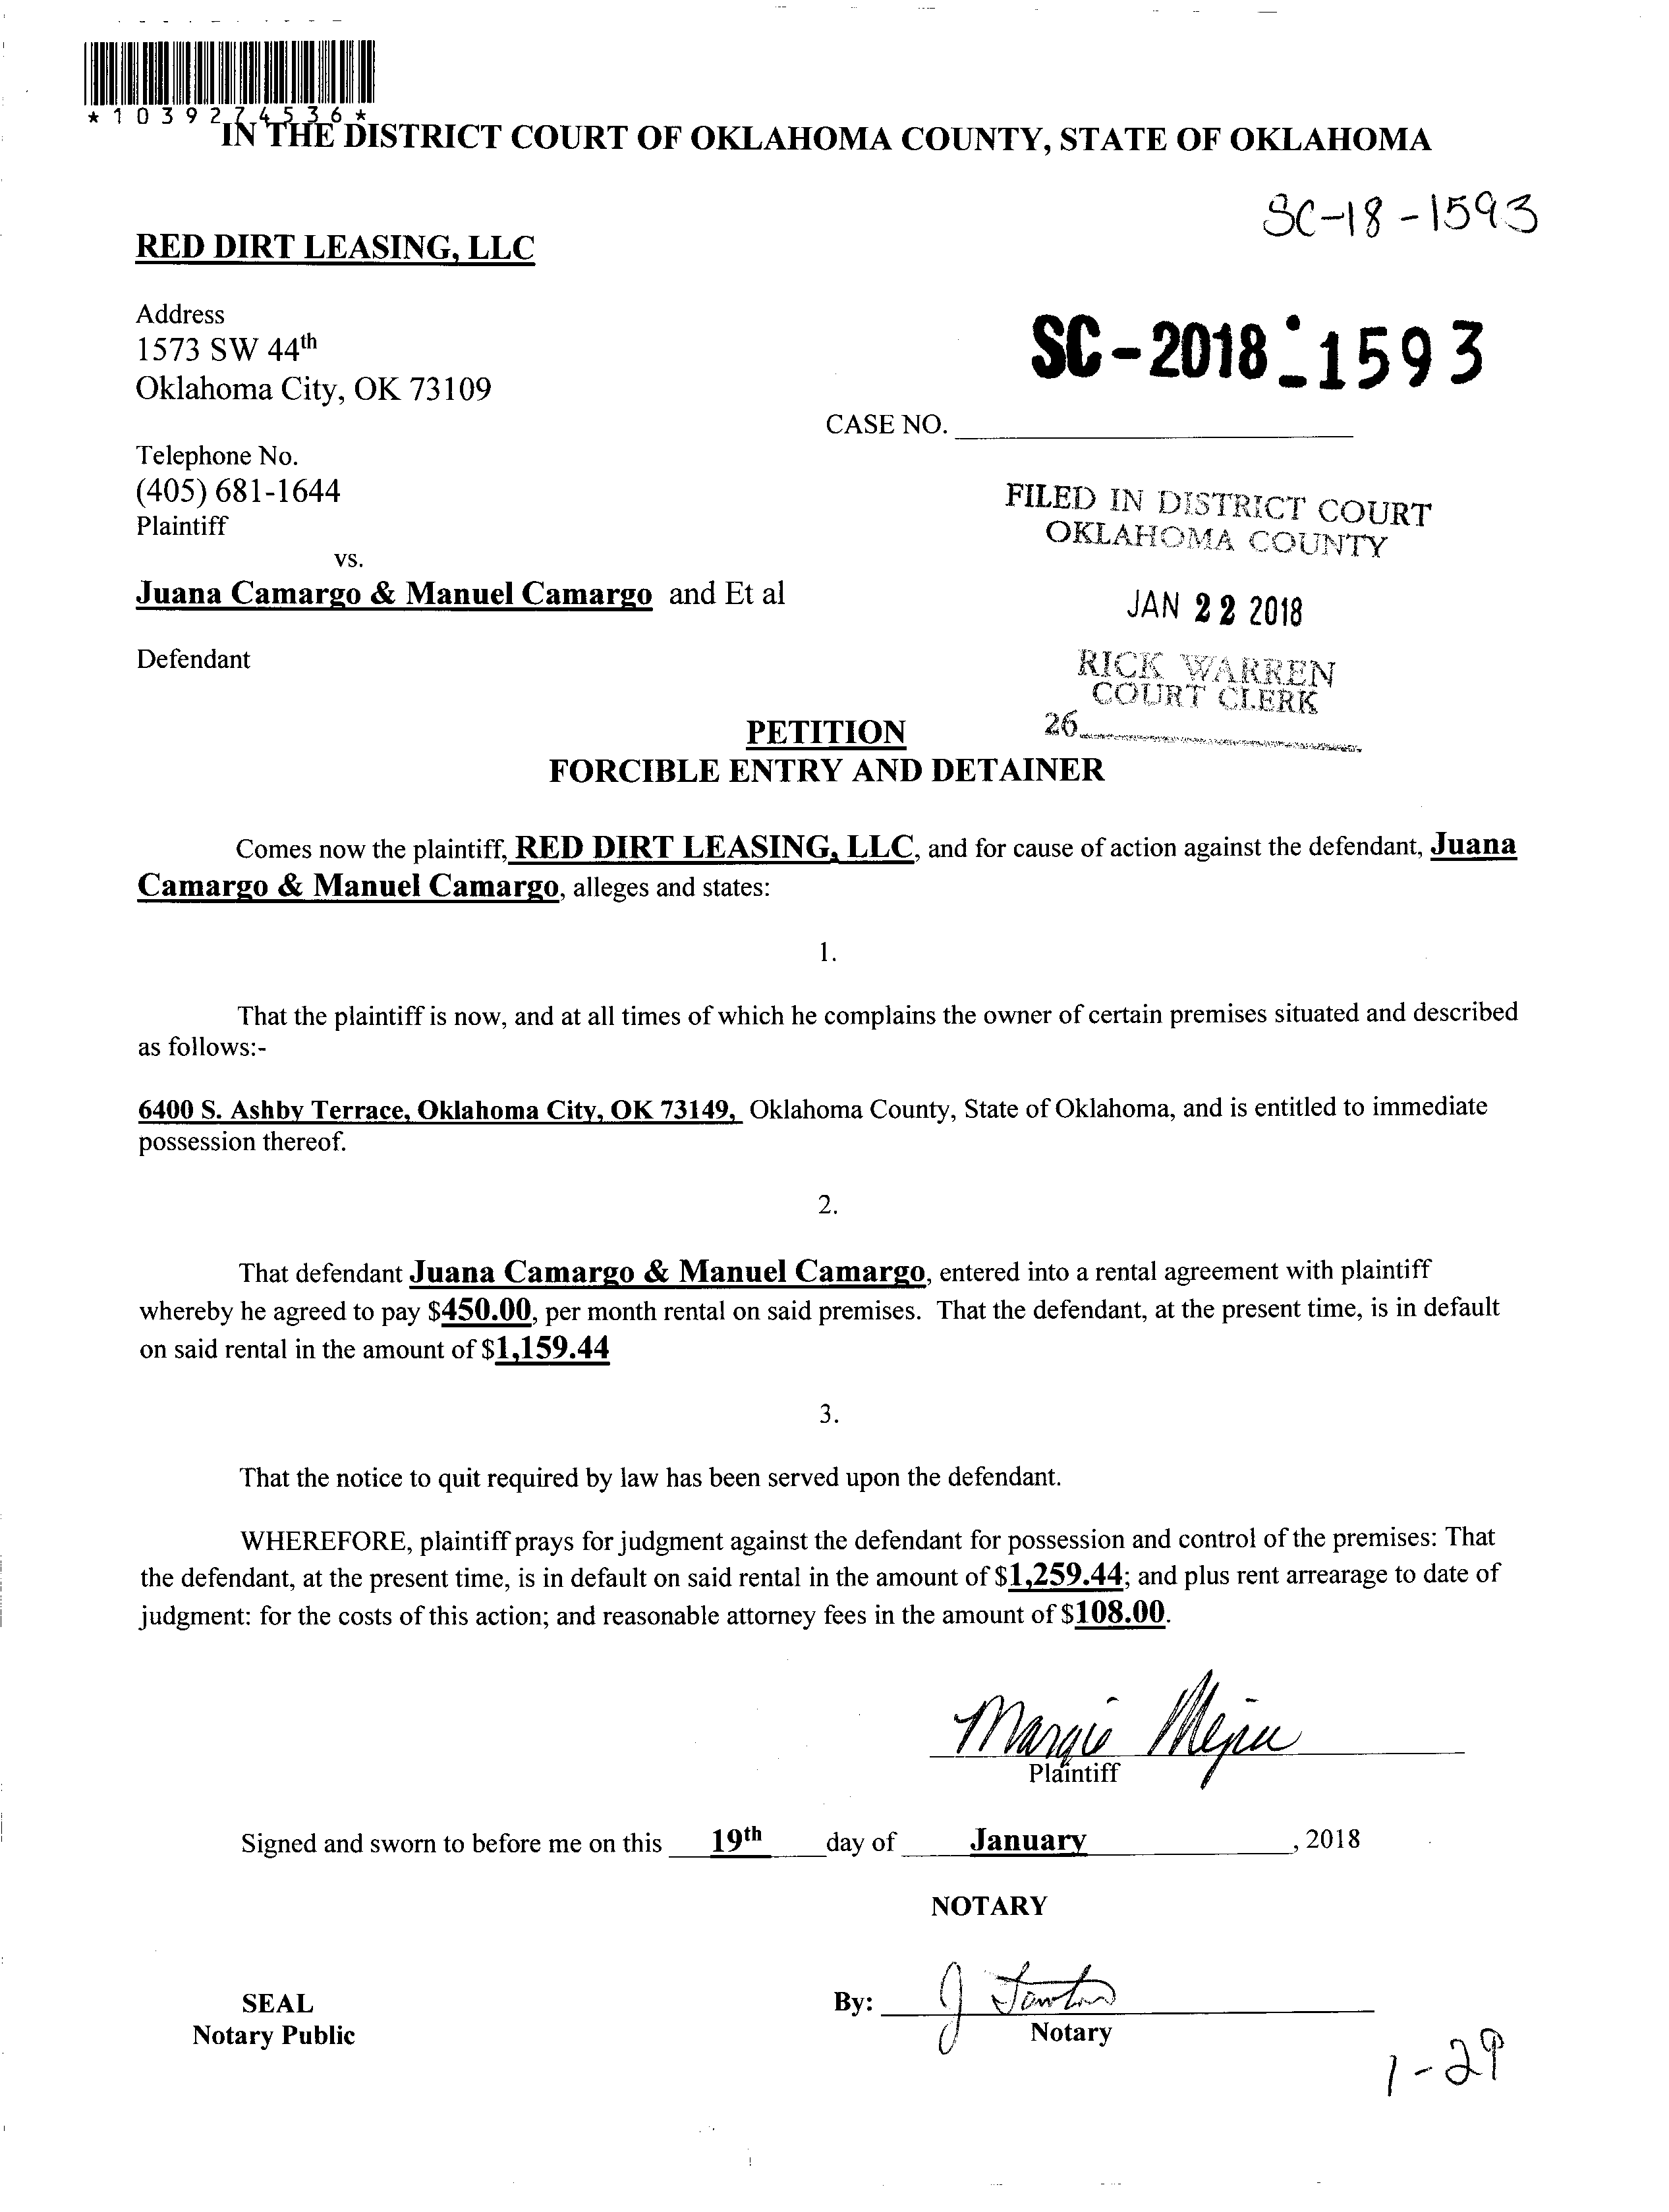 *1039274536*
IN THE DISTRICT COURT OF OKLAHOMA COUNTY, STATE OF OKLAHOMA
SC-18-1593
RED DIRT LEASING, LLC
Address
1573 SW 44th
Oklahoma City, OK 73109
SC-2018-1593
CASE NO.
Telephone No.
(405) 681-1644
Plaintiff
FILED IN DISTRICT COURT
OKLAHOMA COUNTY
vs.
Juana Camargo & Manuel Camargo and Et al
JAN 22 2018
Defendant
RICK WARREN
COURT CLERK
26
PETITION
FORCIBLE ENTRY AND DETAINER
Comes now the plaintiff, RED DIRT LEASING, LLC, and for cause of action against the defendant, Juana
Camargo & Manuel Camargo, alleges and states:
1.
That the plaintiff is now, and at all times of which he complains the owner of certain premises situated and described
as follows:-
6400 S. Ashby Terrace, Oklahoma City, OK 73149, Oklahoma County, State of Oklahoma, and is entitled to immediate
possession thereof.
2.
That defendant Juana Camargo & Manuel Camargo, entered into a rental agreement with plaintiff
whereby he agreed to pay $450.00, per month rental on said premises. That the defendant, at the present time, is in default
on said rental in the amount of $1,159.44
3.
That the notice to quit required by law has been served upon the defendant.
WHEREFORE, plaintiff prays for judgment against the defendant for possession and control of the premises: That
the defendant, at the present time, is in default on said rental in the amount of $1,259.44; and plus rent arrearage to date of
judgment: for the costs of this action; and reasonable attorney fees in the amount of $108.00.
Margie Mejia
Plaintiff
Signed and sworn to before me on this 19th day of January, 2018
NOTARY
SEAL
Notary Public
By: J
Notary
1-29